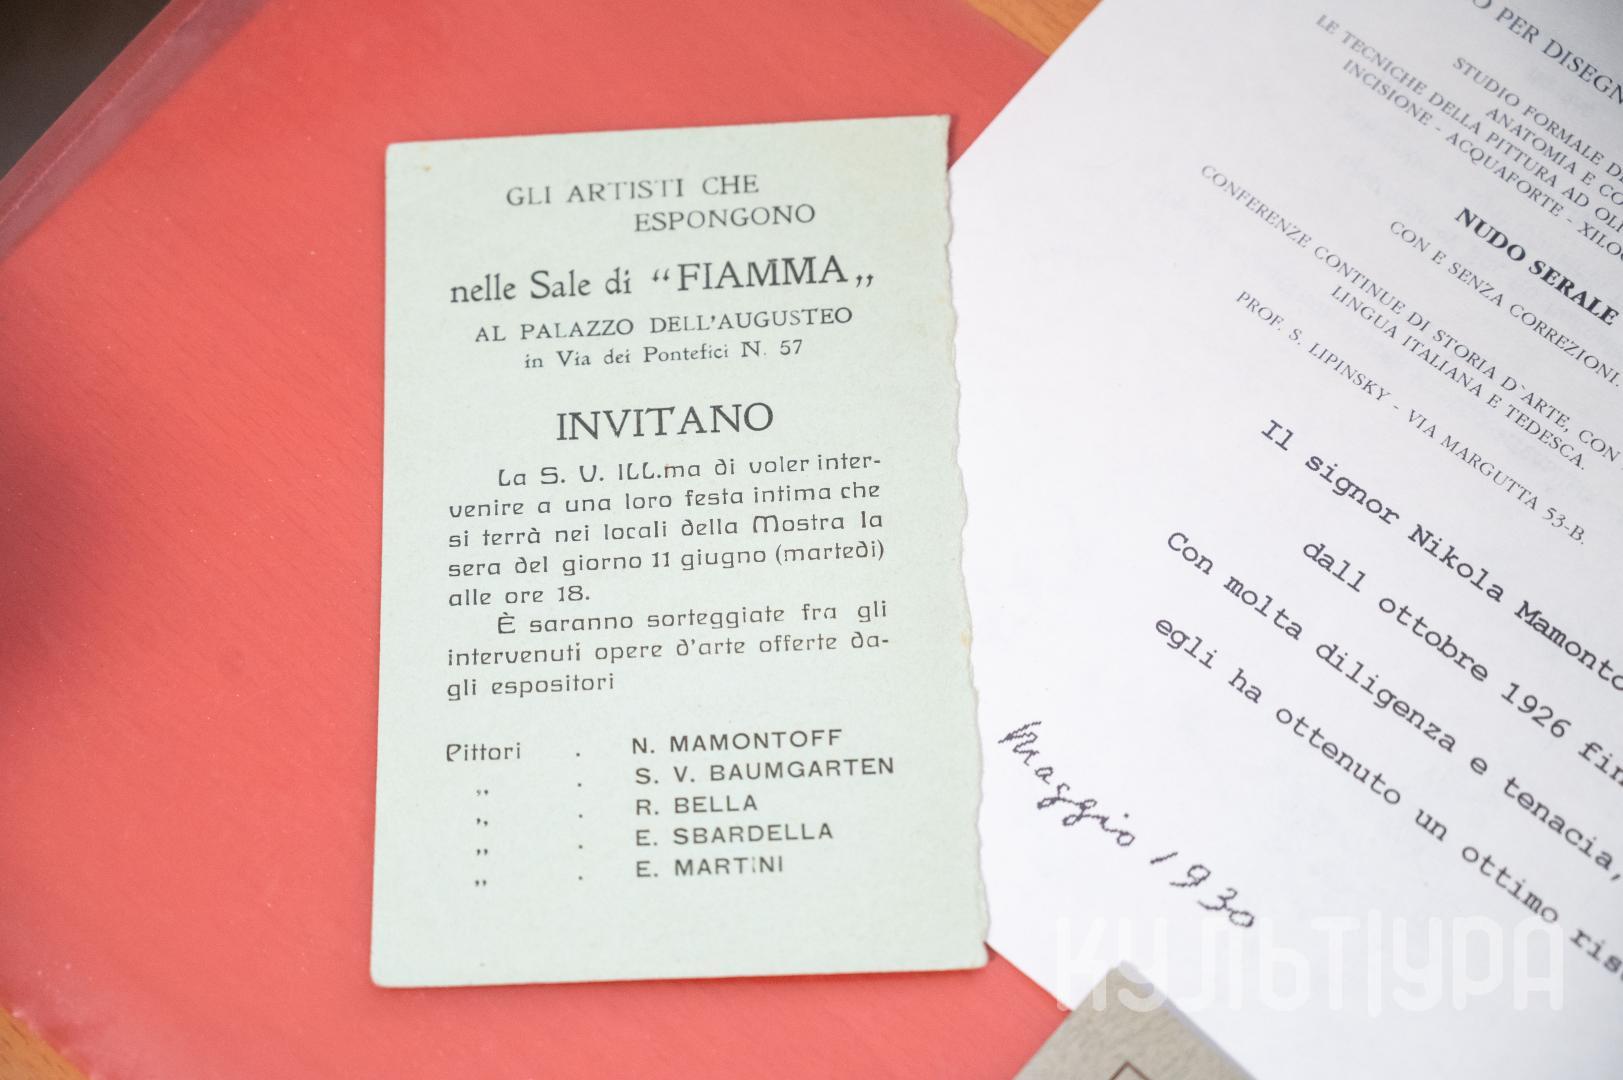 GLI ARTISTI CHE
ESPONGONO
nelle Sale di “FIAMMA„
AL PALAZZO DELL'AUGUSTEO
in Via dei Pontefici N. 57
INVITANO
La S. V. ILL.ma di voler inter-
venire a una loro festa intima che
si terrà nei locali della Mostra la
sera del giorno 11 giugno (martedì)
alle ore 18.
È saranno sorteggiate fra gli
intervenuti opere d'arte offerte da-
gli espositori
Pittori . N. MAMONTOFF
„ . S. V. BAUMGARTEN
„ . R. BELLA
„ . E. SBARDELLA
„ . E. MARTINI
PER DISEGN
STUDIO FORMALE DE
ANATOMIA E CO
LE TECNICHE DELLA PITTURA AD OLI
INCISIONE - ACQUAFORTE - XILO
NUDO SERALE
CON E SENZA CORREZIONI.
CONFERENZE CONTINUE DI STORIA D`ARTE, CON
LINGUA ITALIANA E TEDESCA.
PROF. S. LIPINSKY - VIA MARGUTTA 53-B.
Il signor Nikola Mamonto
dall ottobre 1926 fin
Con molta diligenza e tenacia,
egli ha ottenuto un ottimo ris
Maggio 1930
КУЛЬТУРА